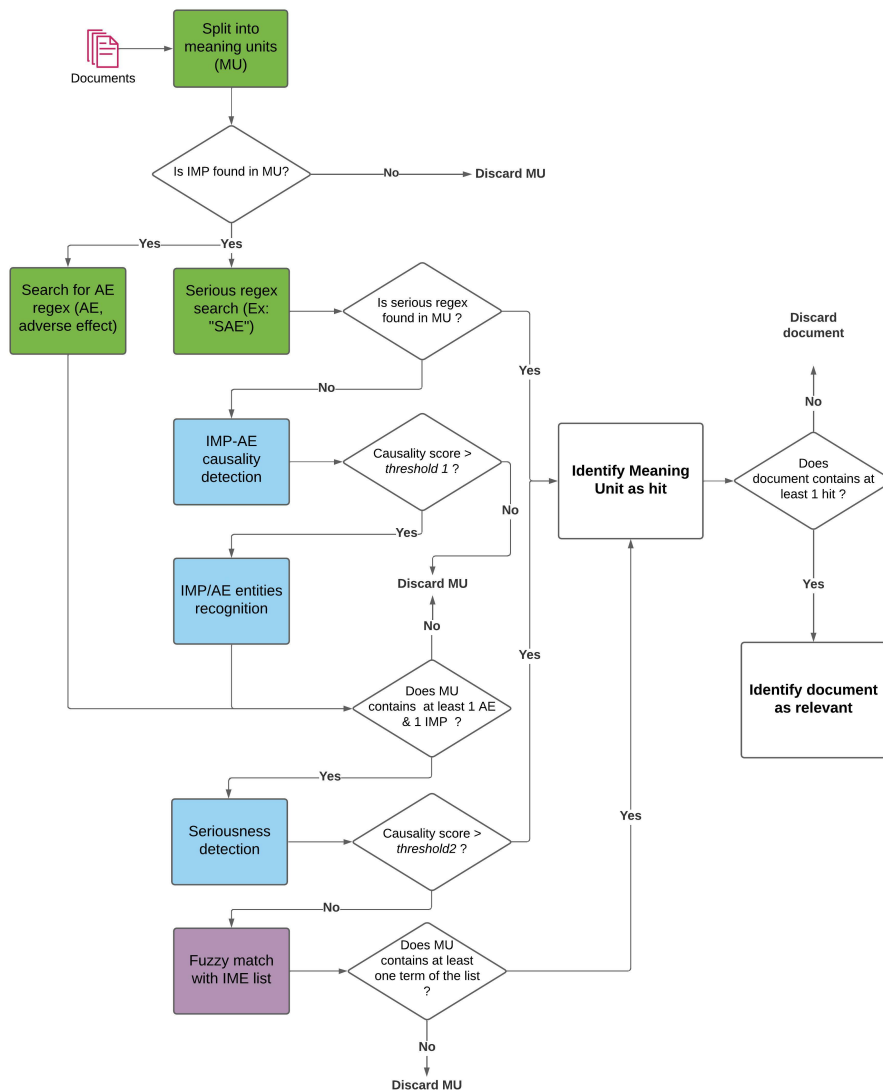 Split into
meaning units
(MU)
Documents
Is IMP found in MU?
No
Discard MU
Yes
Yes
Search for AE
regex (AE,
adverse effect)
Serious regex
search (Ex:
"SAE")
Is serious regex
found in MU ?
Discard
document
Yes
No
No
IMP-AE
causality
detection
Causality score >
threshold 1 ?
Identify Meaning
Unit as hit
Does
document contains at
least 1 hit ?
No
Yes
IMP/AE entities
recognition
Discard MU
Yes
No
Yes
Does MU
contains at least 1 AE
& 1 IMP ?
Identify document
as relevant
Yes
Seriousness
detection
Causality score >
threshold2 ?
Yes
No
Fuzzy match
with IME list
Does MU
contains at least
one term of the list
?
No
Discard MU